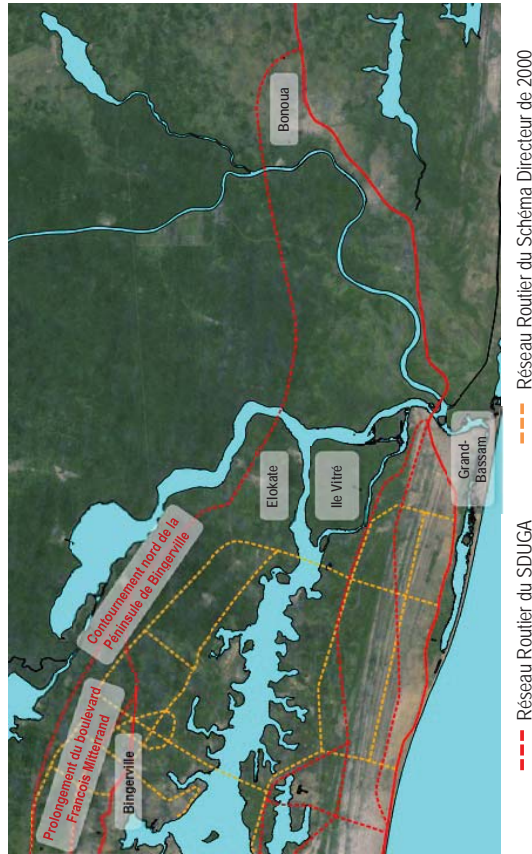 Prolongement du boulevard
François Mitterrand
Contournement nord de la
Péninsule de Bingerville
Bingerville
Elokate
Ile Vitré
Bonoua
Grand-
Bassam
Réseau Routier du SDUGA
Réseau Routier du Schéma Directeur de 2000